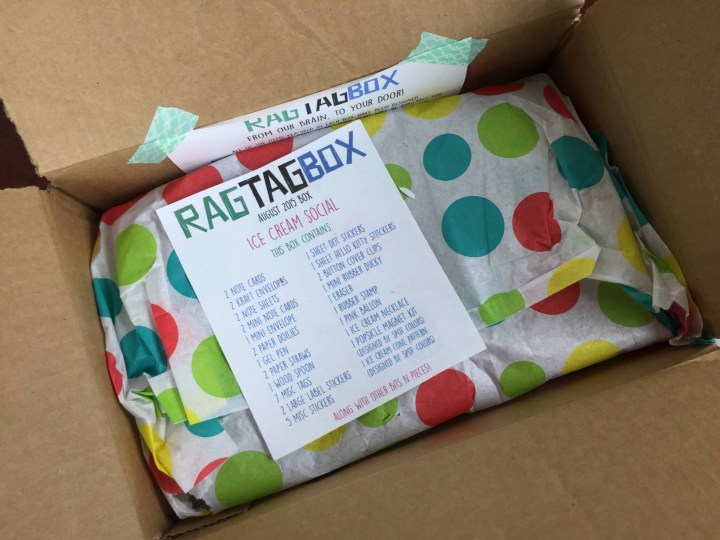 RAGTAGBOX
FROM OUR BRAIN, TO YOUR DOOR!
RAGTAGBOX
AUGUST 2015 BOX
ICE CREAM SOCIAL
THIS BOX CONTAINS:
2 NOTE CARDS
2 KRAFT ENVELOPES
2 NOTE SHEETS
2 MINI NOTE CARDS
1 MINI ENVELOPE
2 PAPER DOILIES
1 GEL PEN
2 PAPER STRAWS
1 WOOD SPOON
7 MISC TAGS
2 LARGE LABEL STICKERS
5 MISC STICKERS
1 SHEET DOT STICKERS
1 SHEET HELLO KITTY STICKERS
2 BUTTON COVER CLIPS
1 MINI RUBBER DUCKY
1 ERASER
1 RUBBER STAMP
1 PINK BALLON
1 ICE CREAM NECKLACE
1 POPSICLE MAGNET KIT
(DESIGNED BY SPOT COLORS)
1 ICE CREAM CONE PATTERN
(DESIGNED BY SPOT COLORS)
ALONG WITH OTHER BITS N' PIECES!